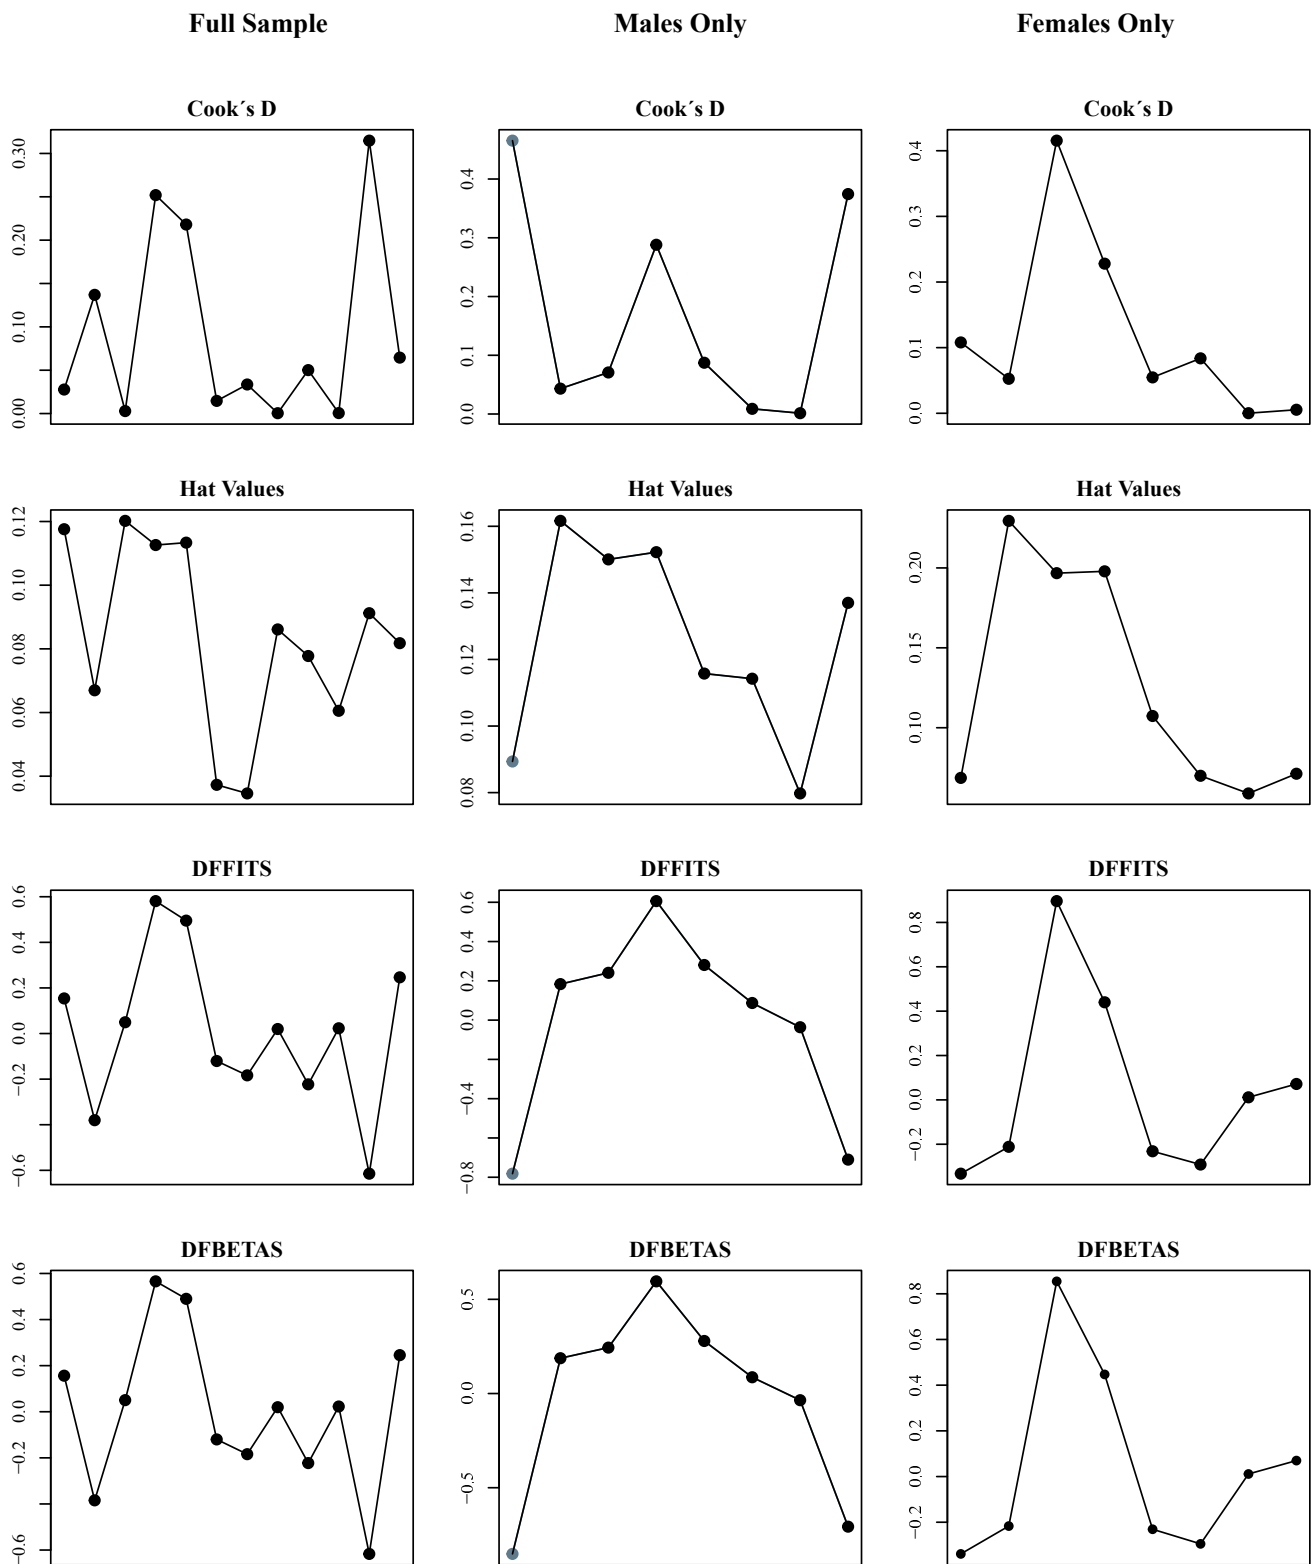 Full Sample Males Only Females Only
Cook´s D Cook´s D Cook´s D
0.30 0.20 0.10 0.00
0.4 0.3 0.2 0.1 0.0
0.4 0.3 0.2 0.1 0.0
Hat Values Hat Values Hat Values
0.12 0.10 0.08 0.06 0.04
0.16 0.14 0.12 0.10 0.08
0.20 0.15 0.10
DFFITS DFFITS DFFITS
0.6 0.4 0.2 0.0 −0.2 −0.6
0.6 0.4 0.2 0.0 −0.4 −0.8
0.8 0.6 0.4 0.2 0.0 −0.2
DFBETAS DFBETAS DFBETAS
0.6 0.4 0.2 0.0 −0.2 −0.6
0.5 0.0 −0.5
0.8 0.6 0.4 0.2 0.0 −0.2